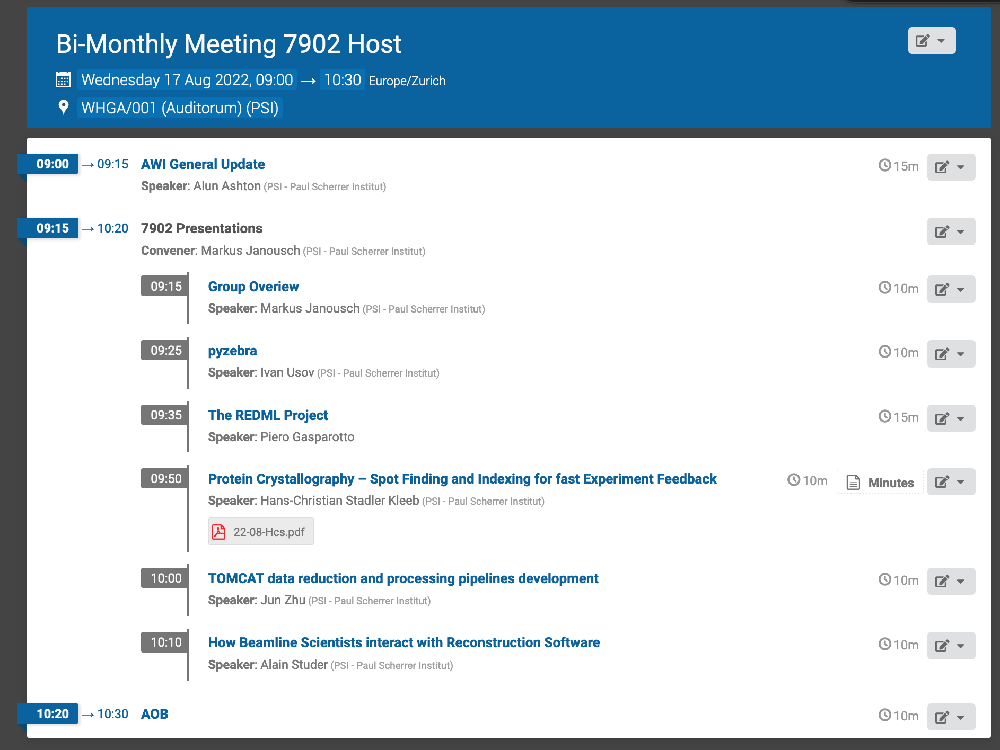 Bi-Monthly Meeting 7902 Host
Wednesday 17 Aug 2022, 09:00 → 10:30 Europe/Zurich
WHGA/001 (Auditorum) (PSI)
09:00 → 09:15 AWI General Update 15m
Speaker: Alun Ashton (PSI - Paul Scherrer Institut)
09:15 → 10:20 7902 Presentations
Convener: Markus Janousch (PSI - Paul Scherrer Institut)
09:15 Group Overiew 10m
Speaker: Markus Janousch (PSI - Paul Scherrer Institut)
09:25 pyzebra 10m
Speaker: Ivan Usov (PSI - Paul Scherrer Institut)
09:35 The REDML Project 15m
Speaker: Piero Gasparotto
09:50 Protein Crystallography – Spot Finding and Indexing for fast Experiment Feedback 10m Minutes
Speaker: Hans-Christian Stadler Kleeb (PSI - Paul Scherrer Institut)
22-08-Hcs.pdf
10:00 TOMCAT data reduction and processing pipelines development 10m
Speaker: Jun Zhu (PSI - Paul Scherrer Institut)
10:10 How Beamline Scientists interact with Reconstruction Software 10m
Speaker: Alain Studer (PSI - Paul Scherrer Institut)
10:20 → 10:30 AOB 10m